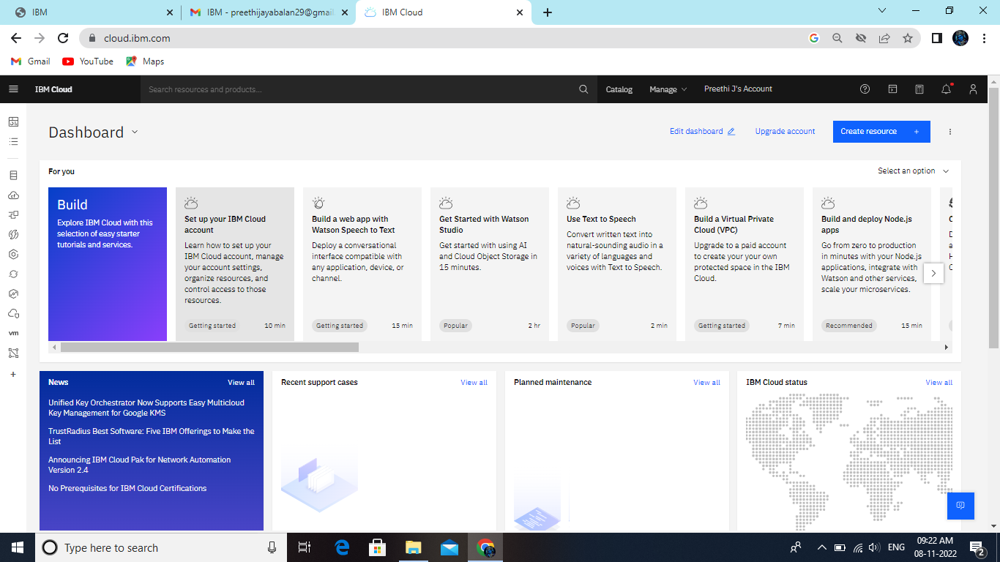 IBM
IBM - preethijayabalan29@gmail.
IBM Cloud
cloud.ibm.com
Gmail
YouTube
Maps
IBM Cloud
Search resources and products...
Catalog
Manage
Preethi J's Account
Dashboard
Edit dashboard
Upgrade account
Create resource +
For you
Select an option
Build
Explore IBM Cloud with this
selection of easy starter
tutorials and services.
Set up your IBM Cloud
account
Learn how to set up your
IBM Cloud account, manage
your account settings,
organize resources, and
control access to those
resources.
Getting started
10 min
Build a web app with
Watson Speech to Text
Deploy a conversational
interface compatible with
any application, device, or
channel.
Getting started
15 min
Get Started with Watson
Studio
Get started with using AI
and Cloud Object Storage in
15 minutes.
Popular
2 hr
Use Text to Speech
Convert written text into
natural-sounding audio in a
variety of languages and
voices with Text to Speech.
Popular
2 min
Build a Virtual Private
Cloud (VPC)
Upgrade to a paid account
to create your your own
protected space in the IBM
Cloud.
Getting started
7 min
Build and deploy Node.js
apps
Go from zero to production
in minutes with your Node.js
applications, integrate with
Watson and other services,
scale your microservices.
Recommended
15 min
vm
News
View all
Unified Key Orchestrator Now Supports Easy Multicloud
Key Management for Google KMS
TrustRadius Best Software: Five IBM Offerings to Make the
List
Announcing IBM Cloud Pak for Network Automation
Version 2.4
No Prerequisites for IBM Cloud Certifications
Recent support cases
View all
Planned maintenance
View all
IBM Cloud status
View all
Type here to search
ENG
09:22 AM
08-11-2022
2